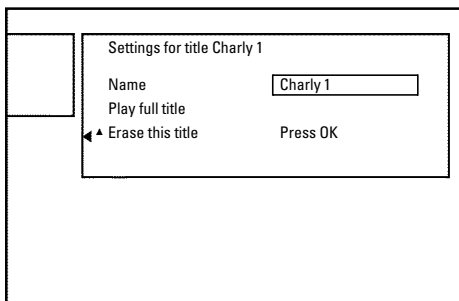 Settings for title Charly 1
Name Charly 1
Play full title
Erase this title Press OK